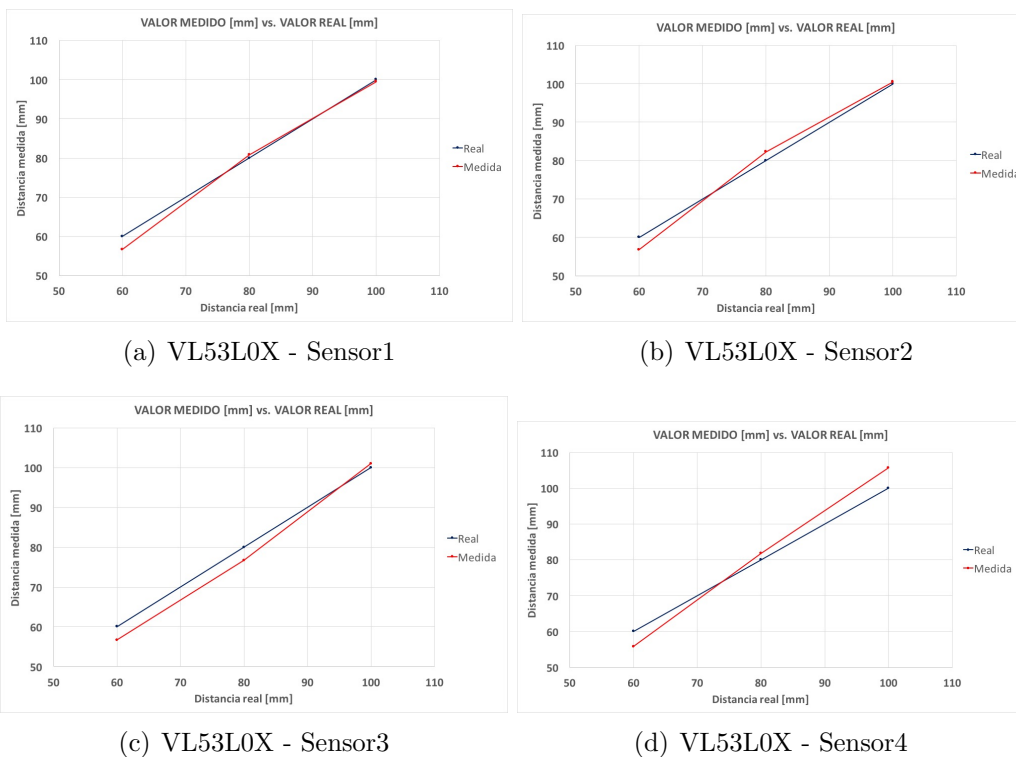 VALOR MEDIDO [mm] vs. VALOR REAL [mm]
110
100
90
80
70
60
50
Distancia medida [mm]
50 60 70 80 90 100 110
Distancia real [mm]
Real
Medida
(a) VL53L0X - Sensor1
VALOR MEDIDO [mm] vs. VALOR REAL [mm]
110
100
90
80
70
60
50
Distancia medida [mm]
50 60 70 80 90 100 110
Distancia real [mm]
Real
Medida
(b) VL53L0X - Sensor2
VALOR MEDIDO [mm] vs. VALOR REAL [mm]
110
100
90
80
70
60
50
Distancia medida [mm]
50 60 70 80 90 100 110
Distancia real [mm]
Real
Medida
(c) VL53L0X - Sensor3
VALOR MEDIDO [mm] vs. VALOR REAL [mm]
110
100
90
80
70
60
50
Distancia medida [mm]
50 60 70 80 90 100 110
Distancia real [mm]
Real
Medida
(d) VL53L0X - Sensor4